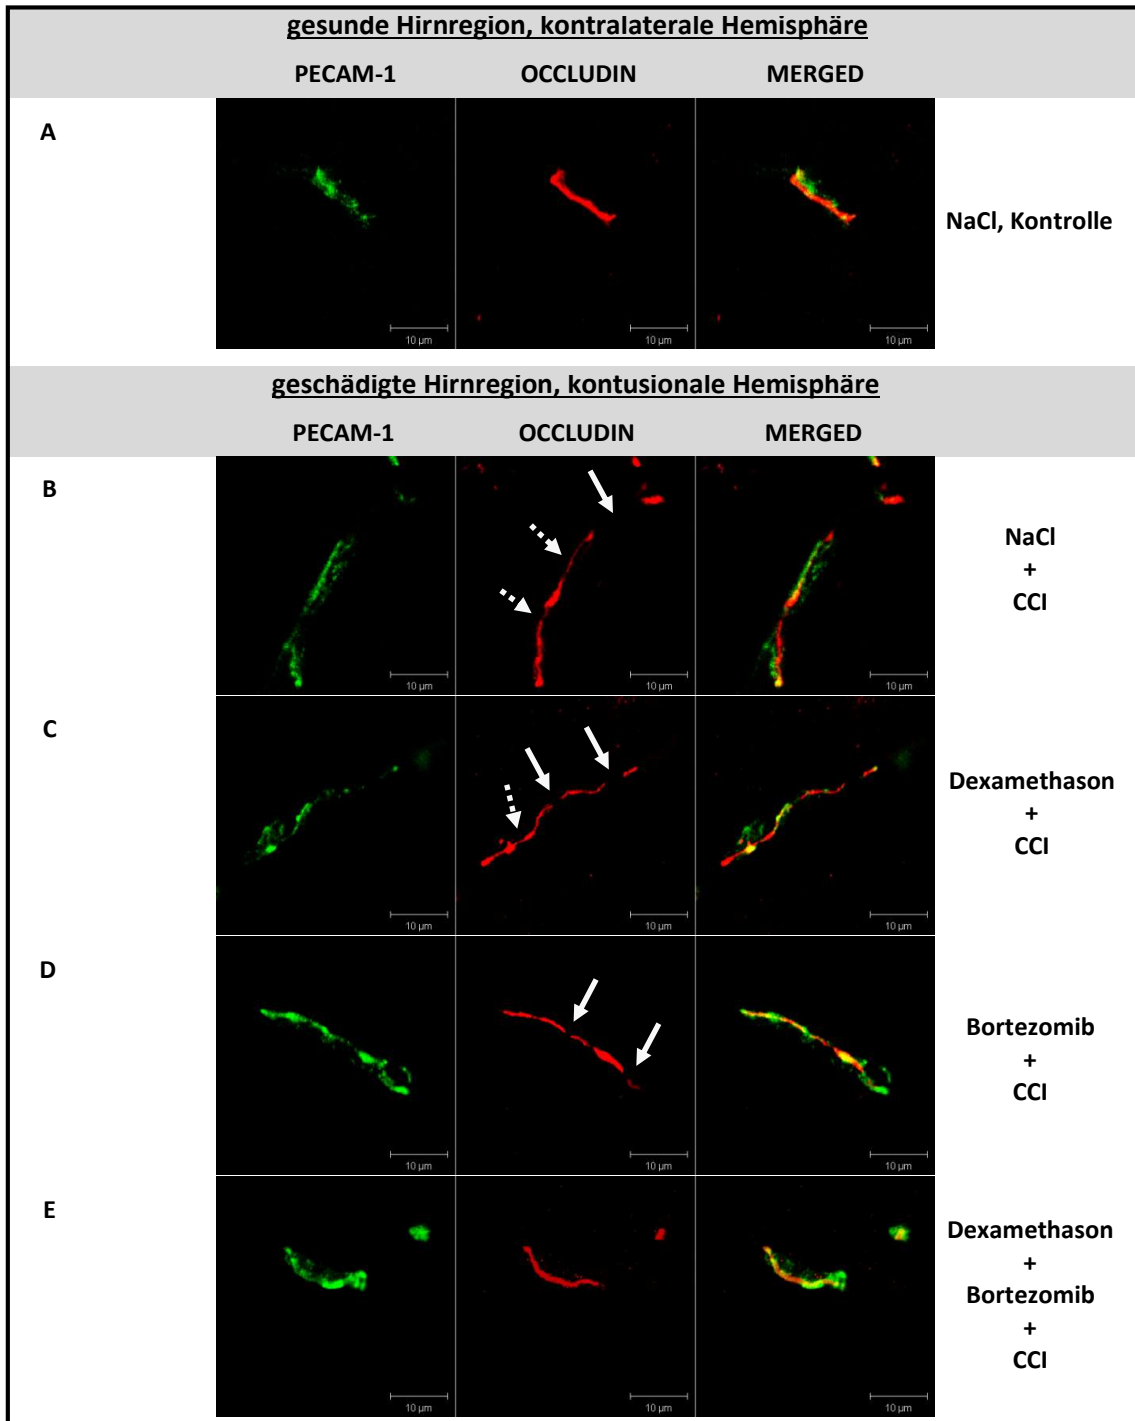 gesunde Hirnregion, kontralaterale Hemisphäre
PECAM-1 OCCLUDIN MERGED
A
NaCl, Kontrolle
10 µm 10 µm 10 µm
geschädigte Hirnregion, kontusionale Hemisphäre
PECAM-1 OCCLUDIN MERGED
B
NaCl
+
CCI
10 µm 10 µm 10 µm
C
Dexamethason
+
CCI
10 µm 10 µm 10 µm
D
Bortezomib
+
CCI
10 µm 10 µm 10 µm
E
Dexamethason
+
Bortezomib
+
CCI
10 µm 10 µm 10 µm